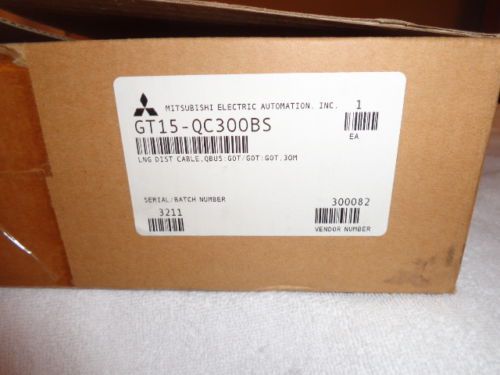 MITSUBISHI ELECTRIC AUTOMATION, INC. 1
GT15-QC300BS
EA
LNG DIST CABLE,QBUS:GOT/GOT:GOT,30M
SERIAL/BATCH NUMBER
3211
300082
VENDOR NUMBER